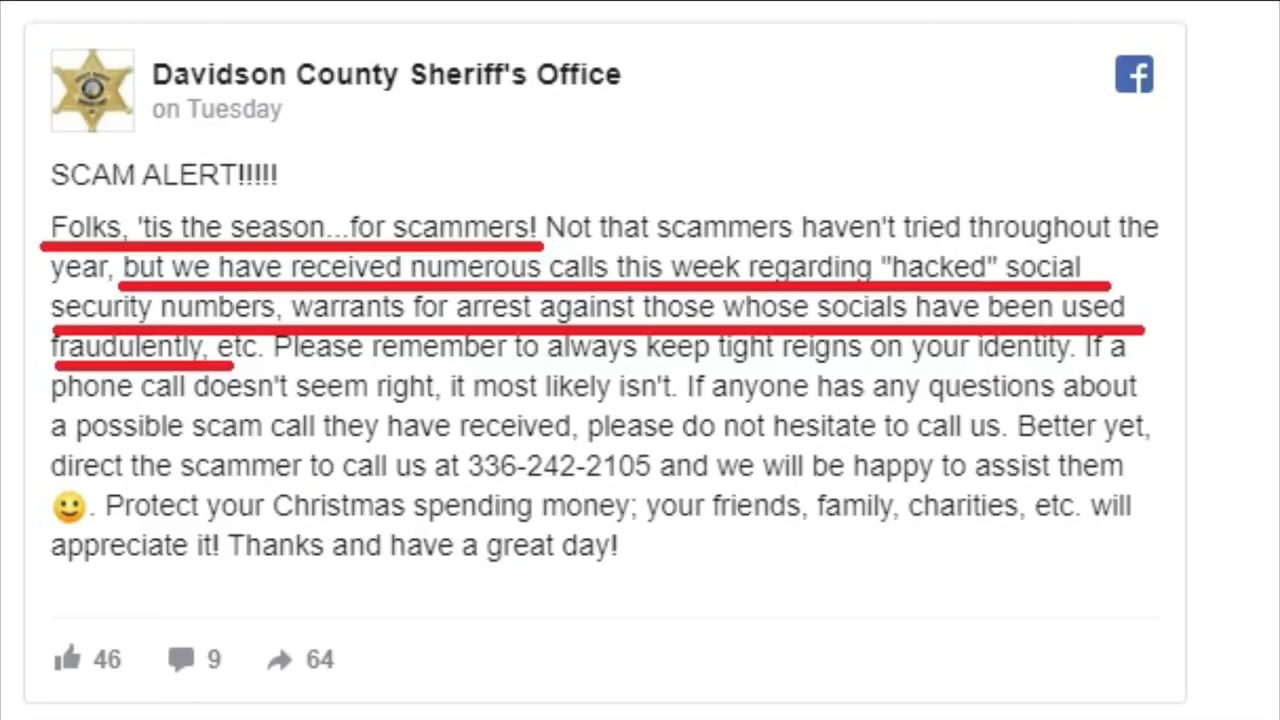 Davidson County Sheriff's Office
on Tuesday
SCAM ALERT!!!!!
Folks, 'tis the season...for scammers! Not that scammers haven't tried throughout the
year, but we have received numerous calls this week regarding "hacked" social
security numbers, warrants for arrest against those whose socials have been used
fraudulently, etc. Please remember to always keep tight reigns on your identity. If a
phone call doesn't seem right, it most likely isn't. If anyone has any questions about
a possible scam call they have received, please do not hesitate to call us. Better yet,
direct the scammer to call us at 336-242-2105 and we will be happy to assist them
🙂. Protect your Christmas spending money; your friends, family, charities, etc. will
appreciate it! Thanks and have a great day!
46 9 64